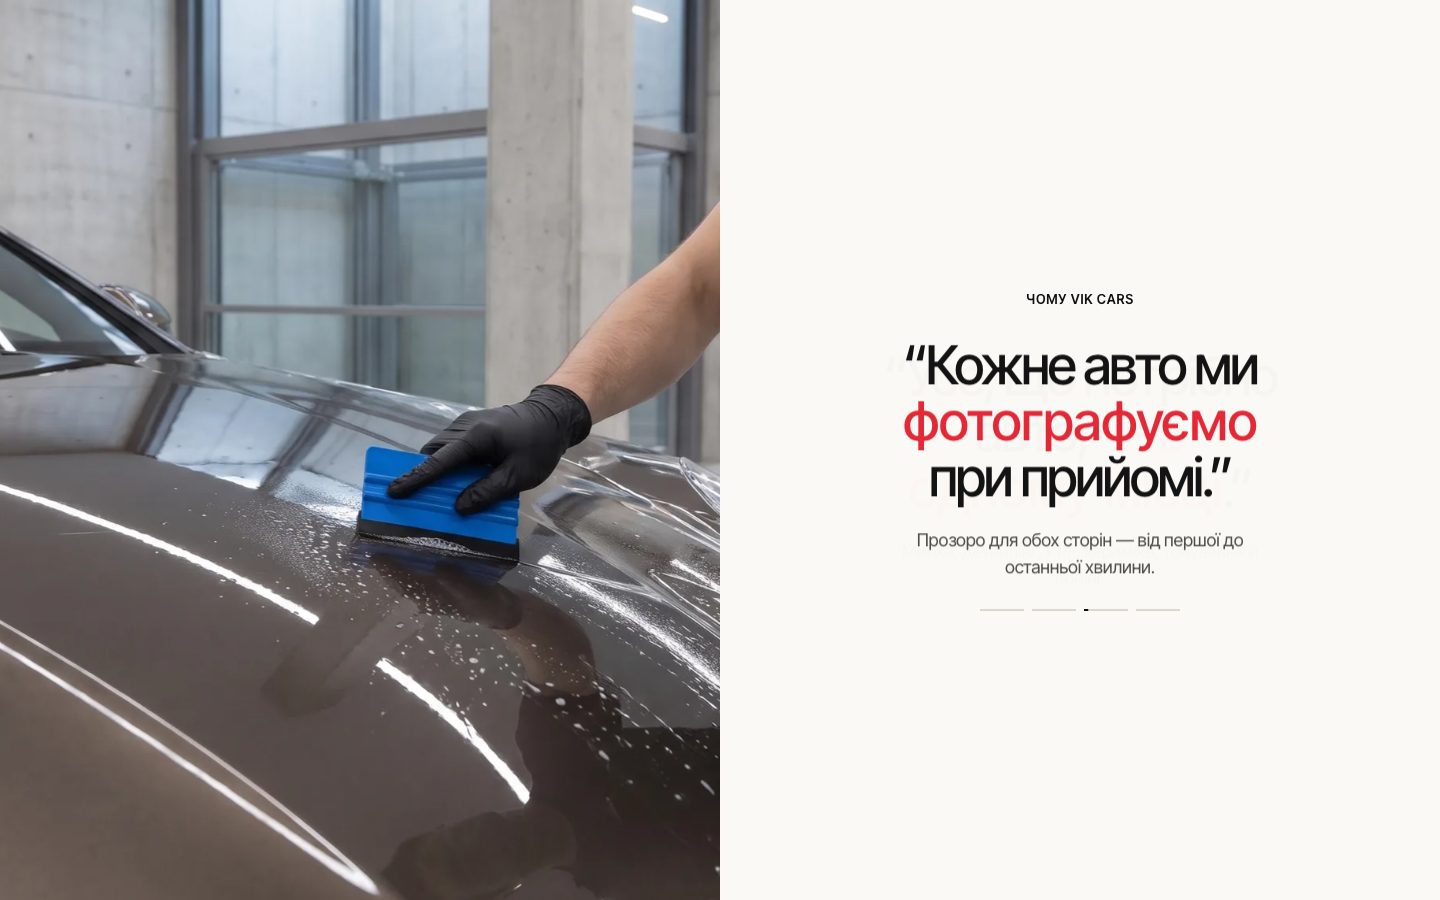 ЧОМУ VIK CARS
“Кожне авто ми
фотографуємо
при прийомі.”
Прозоро для обох сторін — від першої до
останньої хвилини.